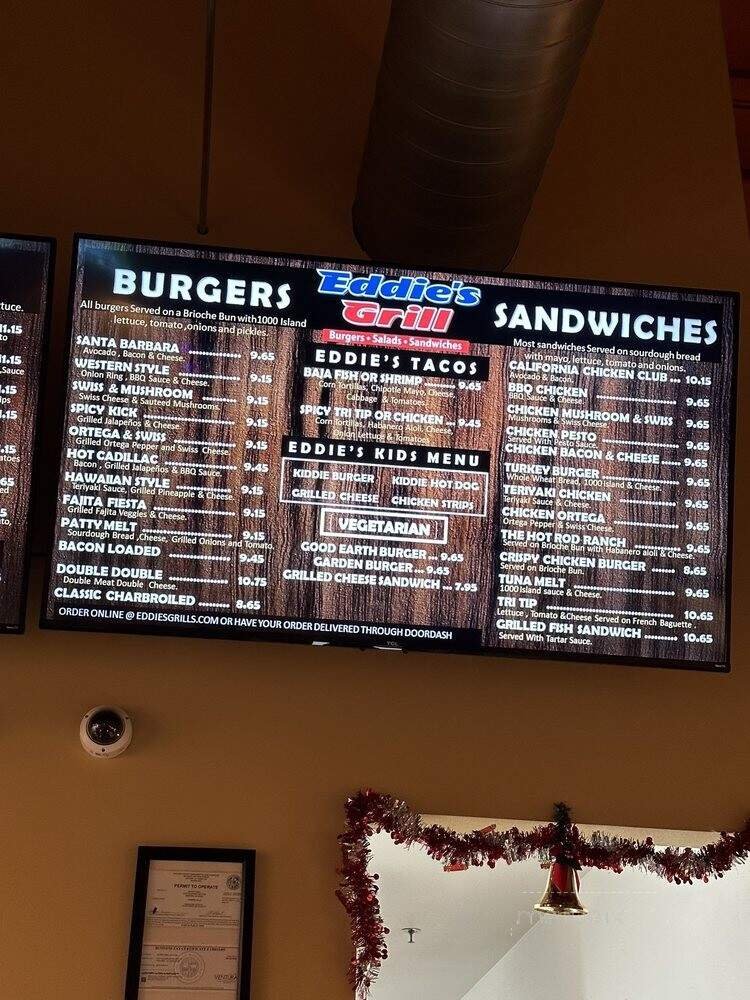 tuce.
11.15
Sauce
BURGERS
All burgers Served on a Brioche Bun with1000 Island
lettuce, tomato ,onions and pickles.
SANTA BARBARA 9.65
Avocado , Bacon & Cheese
WESTERN STYLE 9.65
Onion Ring , BBQ Sauce & Cheese.
SWISS & MUSHROOM 9.15
Swiss Cheese & Sauteed Mushrooms.
SPICY KICK 9.15
Grilled Jalapeños & Cheese.
ORTEGA & SWISS 9.15
Grilled Ortega Pepper and Swiss Cheese
HOT CADILLAC 9.45
Bacon , Grilled Jalapeños & BBQ Sauce.
HAWAIIAN STYLE 9.15
Teriyaki Sauce, Grilled Pineapple & Cheese.
FAJITA FIESTA 9.15
Grilled Fajita Veggies & Cheese.
PATTY MELT 9.15
Sourdough Bread ,Cheese, Grilled Onions and Tomato.
BACON LOADED 9.45
DOUBLE DOUBLE 10.75
Double Meat Double Cheese.
CLASSIC CHARBROILED 8.65
ORDER ONLINE @ EDDIESGRILLS.COM OR HAVE YOUR ORDER DELIVERED THROUGH DOORDASH
Eddie's
Grill
Burgers • Salads • Sandwiches
EDDIE'S TACOS
BAJA FISH OR SHRIMP 9.65
Corn Tortillas, Chipotle Mayo, Cheese,
Cabbage & Tomatoe
SPICY TRI TIP OR CHICKEN 9.45
Corn Tortillas, Habanero Aioli, Cheese,
Onion Lettuce & Tomatoes
EDDIE'S KIDS MENU
KIDDIE BURGER KIDDIE HOT DOG
GRILLED CHEESE CHICKEN STRIPS
VEGETARIAN
GOOD EARTH BURGER ... 9.65
GARDEN BURGER ... 9.65
GRILLED CHEESE SANDWICH ... 7.95
SANDWICHES
Most sandwiches Served on sourdough bread
with mayo, lettuce, tomato and onions.
CALIFORNIA CHICKEN CLUB ... 10.15
Avocado & Bacon.
BBQ CHICKEN 9.65
BBQ Sauce & Cheese.
CHICKEN MUSHROOM & SWISS 9.65
Mushrooms & Swiss Cheese
CHICKEN PESTO 9.65
Served With Pesto Sauce.
CHICKEN BACON & CHEESE 9.65
TURKEY BURGER 9.65
Whole Wheat Bread, 1000 island & Cheese.
TERIYAKI CHICKEN 9.65
Teriyaki Sauce & Cheese
CHICKEN ORTEGA 9.65
Ortega Pepper & Swiss Cheese.
THE HOT ROD RANCH 9.65
Served on Brioche Bun with Habanero aioli & Cheese.
CRISPY CHICKEN BURGER 8.65
Served on Brioche Bun.
TUNA MELT 9.65
1000 Island sauce & Cheese.
TRI TIP 10.65
Lettuce , Tomato &Cheese Served on French Baguette .
GRILLED FISH SANDWICH 10.65
Served With Tartar Sauce.
TCL
PERMIT TO OPERATE
VENTURA